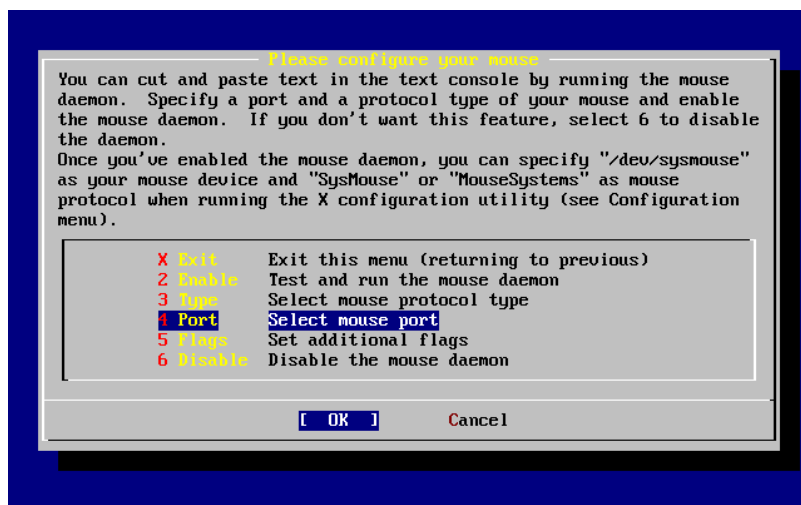 Please configure your mouse
You can cut and paste text in the text console by running the mouse
daemon.  Specify a port and a protocol type of your mouse and enable
the mouse daemon.  If you don't want this feature, select 6 to disable
the daemon.
Once you've enabled the mouse daemon, you can specify "/dev/sysmouse"
as your mouse device and "SysMouse" or "MouseSystems" as mouse
protocol when running the X configuration utility (see Configuration
menu).
X Exit     Exit this menu (returning to previous)
2 Enable   Test and run the mouse daemon
3 Type     Select mouse protocol type
4 Port     Select mouse port
5 Flags    Set additional flags
6 Disable  Disable the mouse daemon
[  OK  ]     Cancel